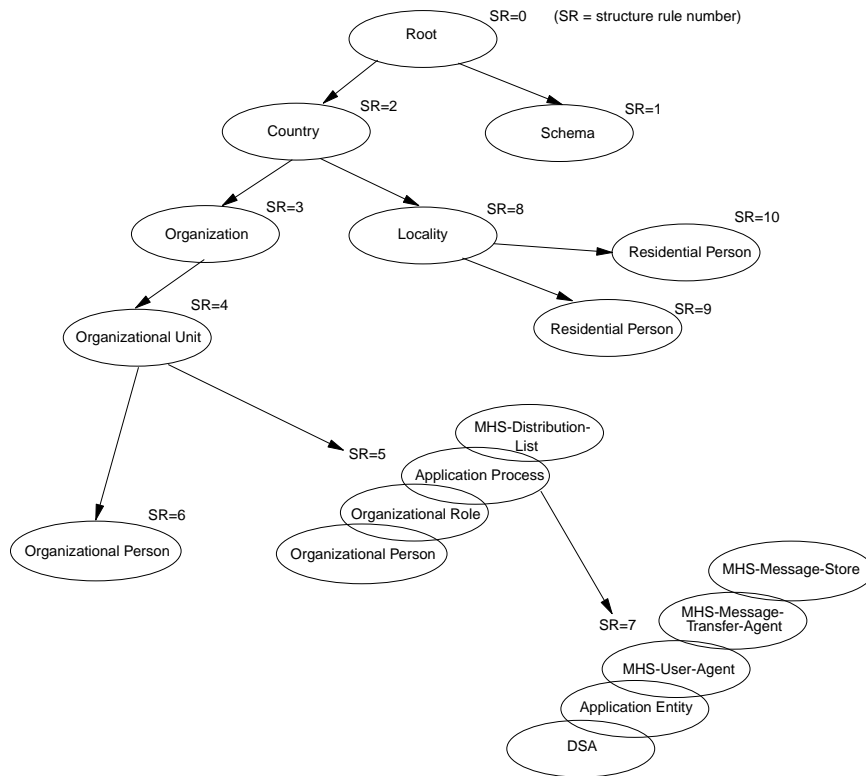 SR=0 (SR = structure rule number)
Root
SR=2
SR=1
Country
Schema
SR=3
SR=8
SR=10
Organization
Locality
Residential Person
SR=4
SR=9
Organizational Unit
Residential Person
MHS-Distribution-
List
SR=5
Application Process
SR=6
Organizational Role
Organizational Person
Organizational Person
MHS-Message-Store
SR=7
MHS-Message-
Transfer-Agent
MHS-User-Agent
Application Entity
DSA